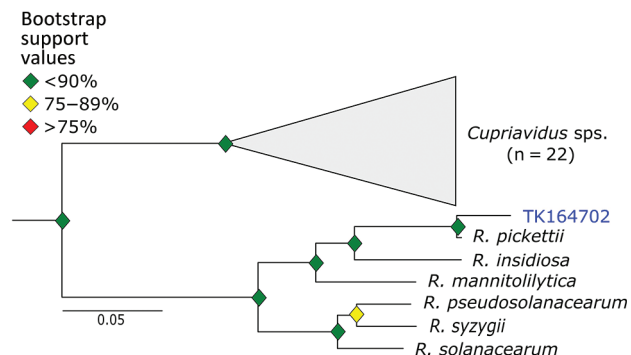 Bootstrap
support
values
<90%
75–89%
>75%
Cupriavidus sps.
(n = 22)
TK164702
R. pickettii
R. insidiosa
R. mannitolilytica
R. pseudosolanacearum
R. syzygii
R. solanacearum
0.05